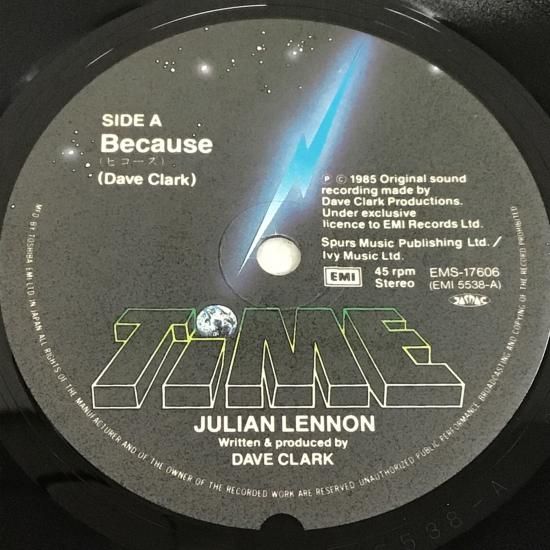 SIDE A
Because
(ビコーズ)
(Dave Clark)
Ⓟ © 1985 Original sound
recording made by
Dave Clark Productions.
Under exclusive
licence to EMI Records Ltd.
Spurs Music Publishing Ltd./
Ivy Music Ltd.
EMI
45 rpm
Stereo
EMS-17606
(EMI 5538-A)
JASRAC
TiME
JULIAN LENNON
Written & produced by
DAVE CLARK
MFD BY TOSHIBA EMI LTD IN JAPAN ALL RIGHTS OF THE MANUFACTURER AND OF THE OWNER OF THE RECORDED WORK ARE RESERVED UNAUTHORIZED PUBLIC PERFORMANCE BROADCASTING AND COPYING OF THE RECORD PROHIBITED
538-A